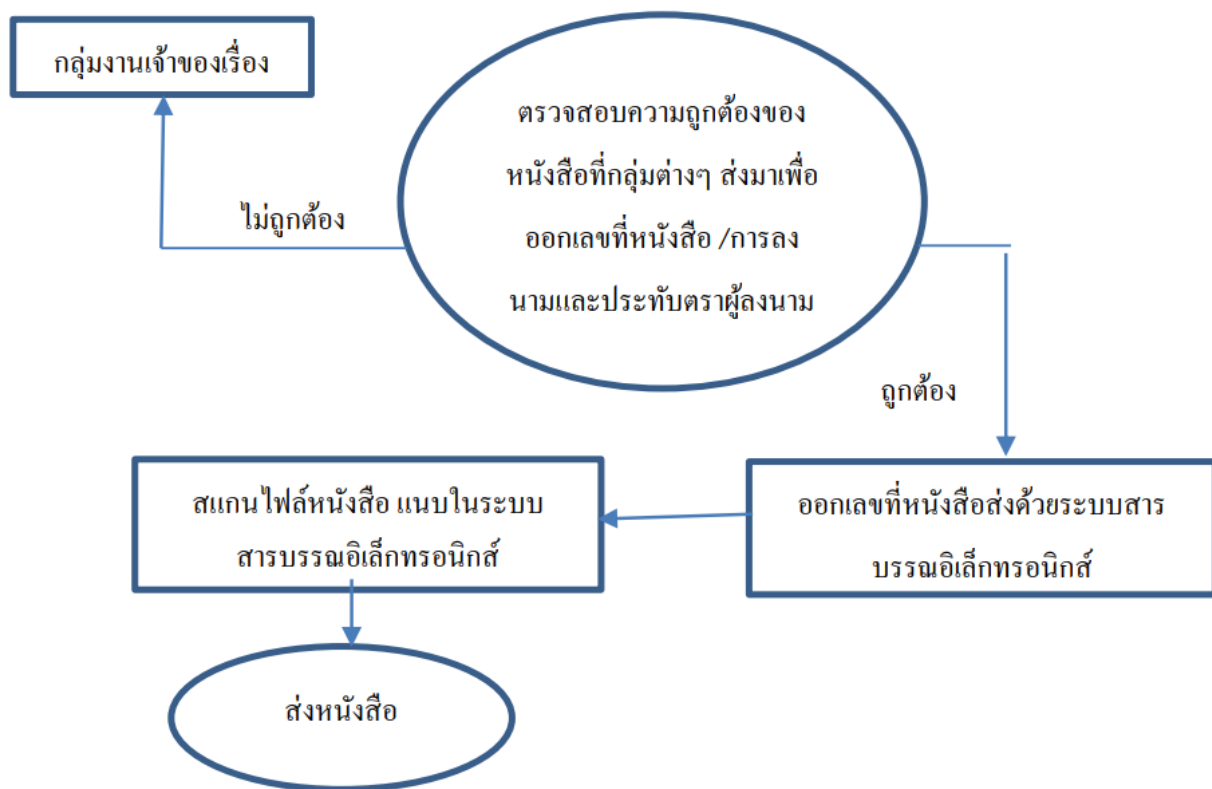 กลุ่มงานเจ้าของเรื่อง
ตรวจสอบความถูกต้องของ
หนังสือที่กลุ่มต่างๆ ส่งมาเพื่อ
ออกเลขที่หนังสือ /การลง
นามและประทับตราผู้ลงนาม
ไม่ถูกต้อง
ถูกต้อง
ออกเลขที่หนังสือส่งด้วยระบบสาร
บรรณอิเล็กทรอนิกส์
สแกนไฟล์หนังสือ แนบในระบบ
สารบรรณอิเล็กทรอนิกส์
ส่งหนังสือ